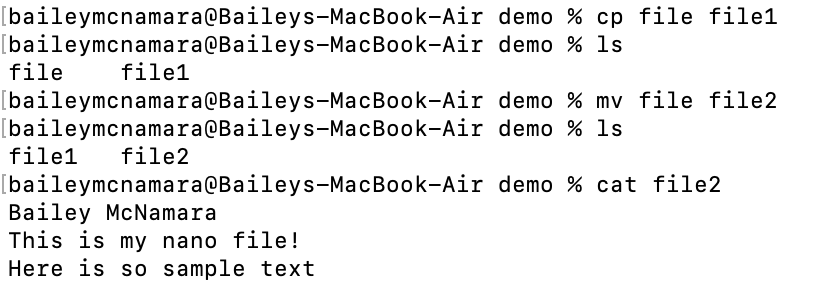 [baileymcnamara@Baileys-MacBook-Air demo % cp file file1
[baileymcnamara@Baileys-MacBook-Air demo % ls
file    file1
[baileymcnamara@Baileys-MacBook-Air demo % mv file file2
[baileymcnamara@Baileys-MacBook-Air demo % ls
file1   file2
[baileymcnamara@Baileys-MacBook-Air demo % cat file2
Bailey McNamara
This is my nano file!
Here is so sample text